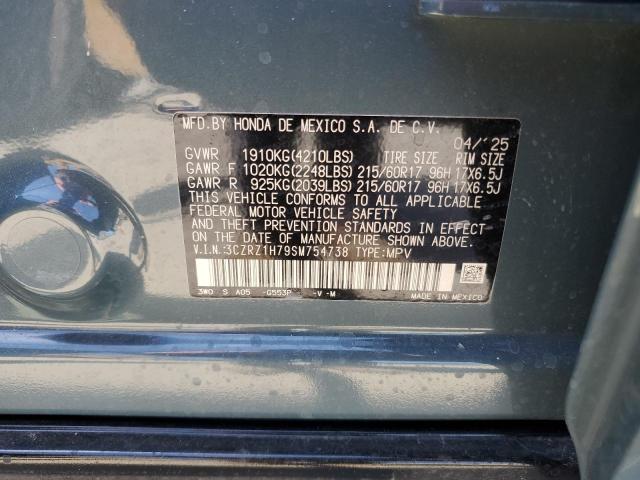 MFD.BY HONDA DE MEXICO S.A. DE C.V.
04/'25
GVWR 1910KG(4210LBS) TIRE SIZE RIM SIZE
GAWR F 1020KG(2248LBS) 215/60R17 96H 17X6.5J
GAWR R 925KG(2039LBS) 215/60R17 96H 17X6.5J
THIS VEHICLE CONFORMS TO ALL APPLICABLE
FEDERAL MOTOR VEHICLE SAFETY
AND THEFT PREVENTION STANDARDS IN EFFECT
ON THE DATE OF MANUFACTURE SHOWN ABOVE.
V.I.N.:3CZRZ1H79SM754738 TYPE:MPV
3W0 S A05 -G553P -V -M MADE IN MEXICO